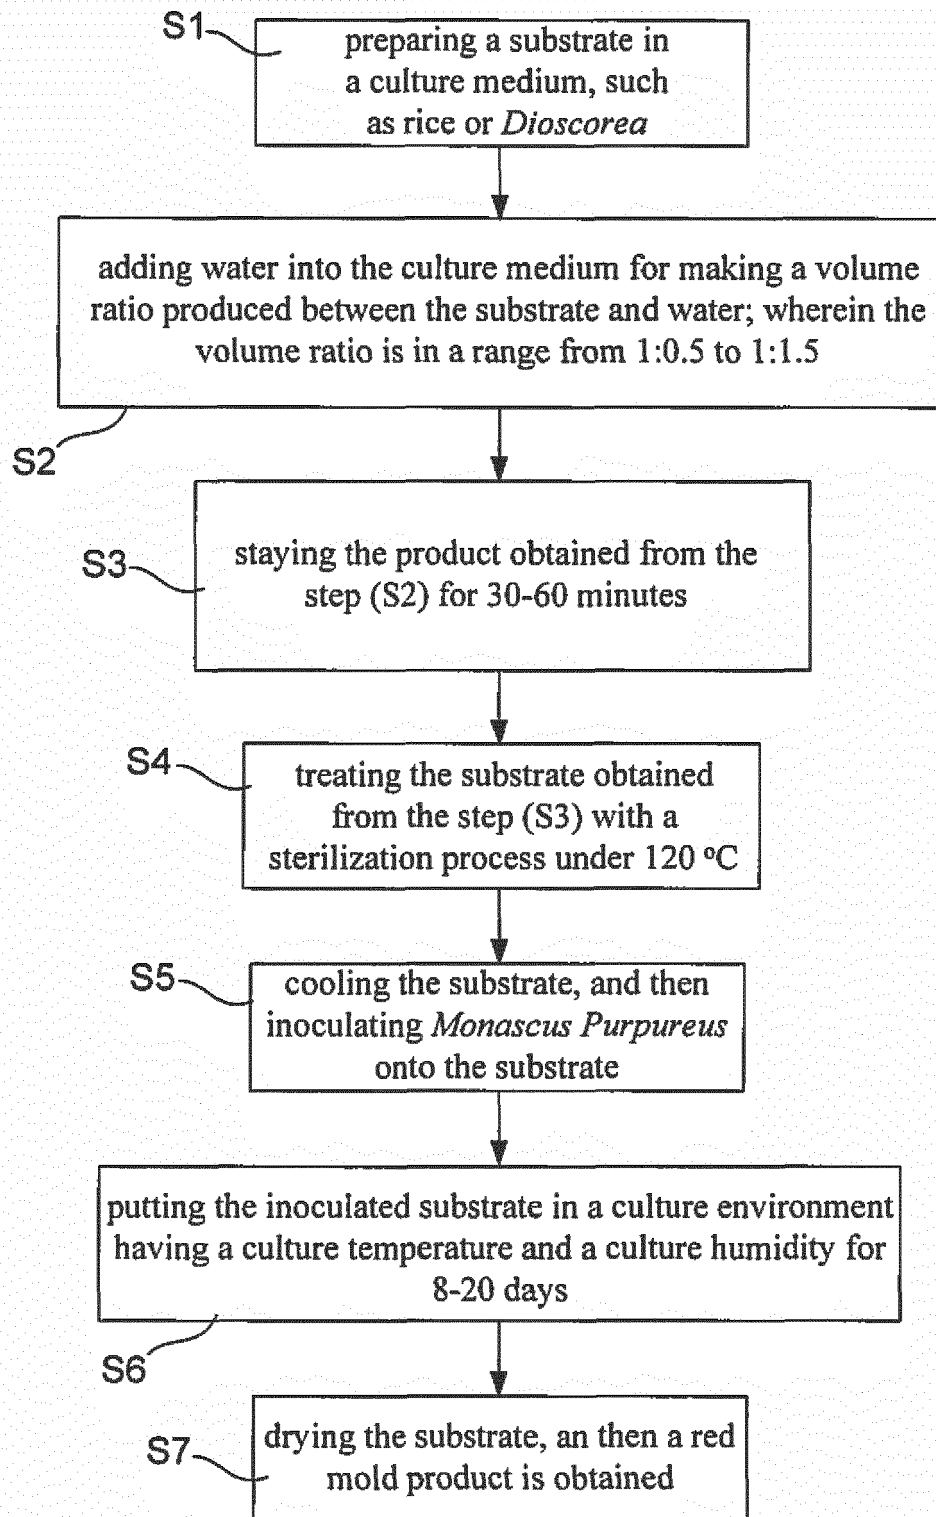 S1
preparing a substrate in
a culture medium, such
as rice or Dioscorea
adding water into the culture medium for making a volume
ratio produced between the substrate and water; wherein the
volume ratio is in a range from 1:0.5 to 1:1.5
S2
S3
staying the product obtained from the
step (S2) for 30-60 minutes
S4
treating the substrate obtained
from the step (S3) with a
sterilization process under 120 °C
S5
cooling the substrate, and then
inoculating Monascus Purpureus
onto the substrate
putting the inoculated substrate in a culture environment
having a culture temperature and a culture humidity for
8-20 days
S6
S7
drying the substrate, an then a red
mold product is obtained